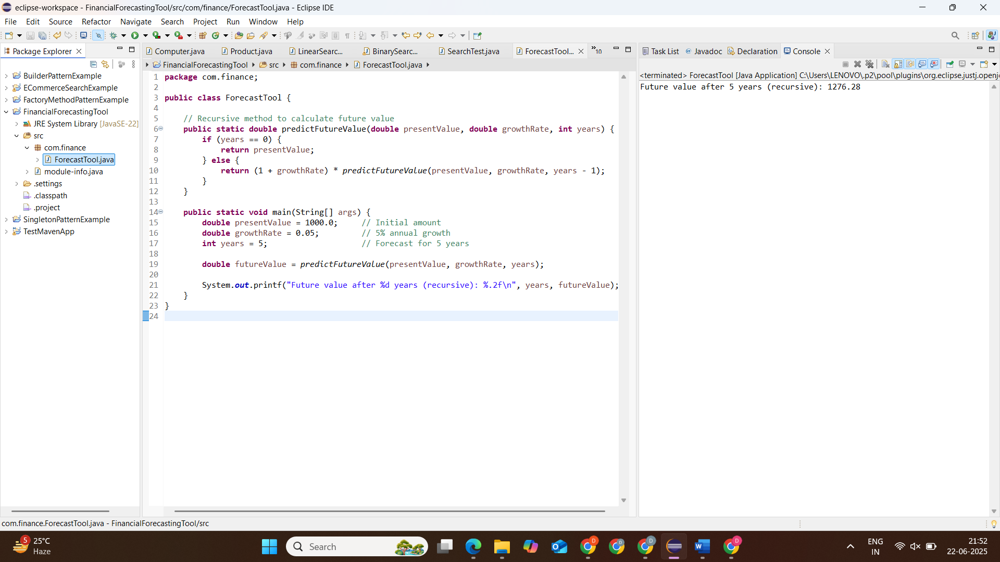 eclipse-workspace - FinancialForecastingTool/src/com/finance/ForecastTool.java - Eclipse IDE
File Edit Source Refactor Navigate Search Project Run Window Help
Package Explorer
BuilderPatternExample
ECommerceSearchExample
FactoryMethodPatternExample
FinancialForecastingTool
JRE System Library [JavaSE-22]
src
com.finance
ForecastTool.java
module-info.java
.settings
.classpath
.project
SingletonPatternExample
TestMavenApp
Computer.java Product.java LinearSearc... BinarySearc... SearchTest.java ForecastTool... »10
FinancialForecastingTool src com.finance ForecastTool.java
1 package com.finance;
2
3 public class ForecastTool {
4
5 // Recursive method to calculate future value
6 public static double predictFutureValue(double presentValue, double growthRate, int years) {
7 if (years == 0) {
8 return presentValue;
9 } else {
10 return (1 + growthRate) * predictFutureValue(presentValue, growthRate, years - 1);
11 }
12 }
13
14 public static void main(String[] args) {
15 double presentValue = 1000.0; // Initial amount
16 double growthRate = 0.05; // 5% annual growth
17 int years = 5; // Forecast for 5 years
18
19 double futureValue = predictFutureValue(presentValue, growthRate, years);
20
21 System.out.printf("Future value after %d years (recursive): %.2f\n", years, futureValue);
22 }
23 }
24
Task List Javadoc Declaration Console
<terminated> ForecastTool [Java Application] C:\Users\LENOVO\.p2\pool\plugins\org.eclipse.justj.openj
Future value after 5 years (recursive): 1276.28
com.finance.ForecastTool.java - FinancialForecastingTool/src
5
25°C
Haze
Search
D
D
D
D
ENG
IN
21:52
22-06-2025